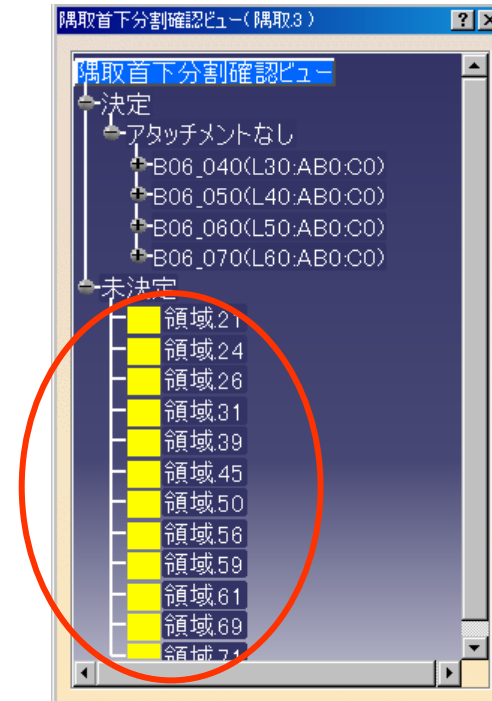 隅取首下分割確認ビュー(隅取.3)
隅取首下分割確認ビュー
決定
アタッチメントなし
B06_040(L30:AB0:C0)
B06_050(L40:AB0:C0)
B06_060(L50:AB0:C0)
B06_070(L60:AB0:C0)
未決定
領域.21
領域.24
領域.26
領域.31
領域.39
領域.45
領域.50
領域.56
領域.59
領域.61
領域.69
領域.71